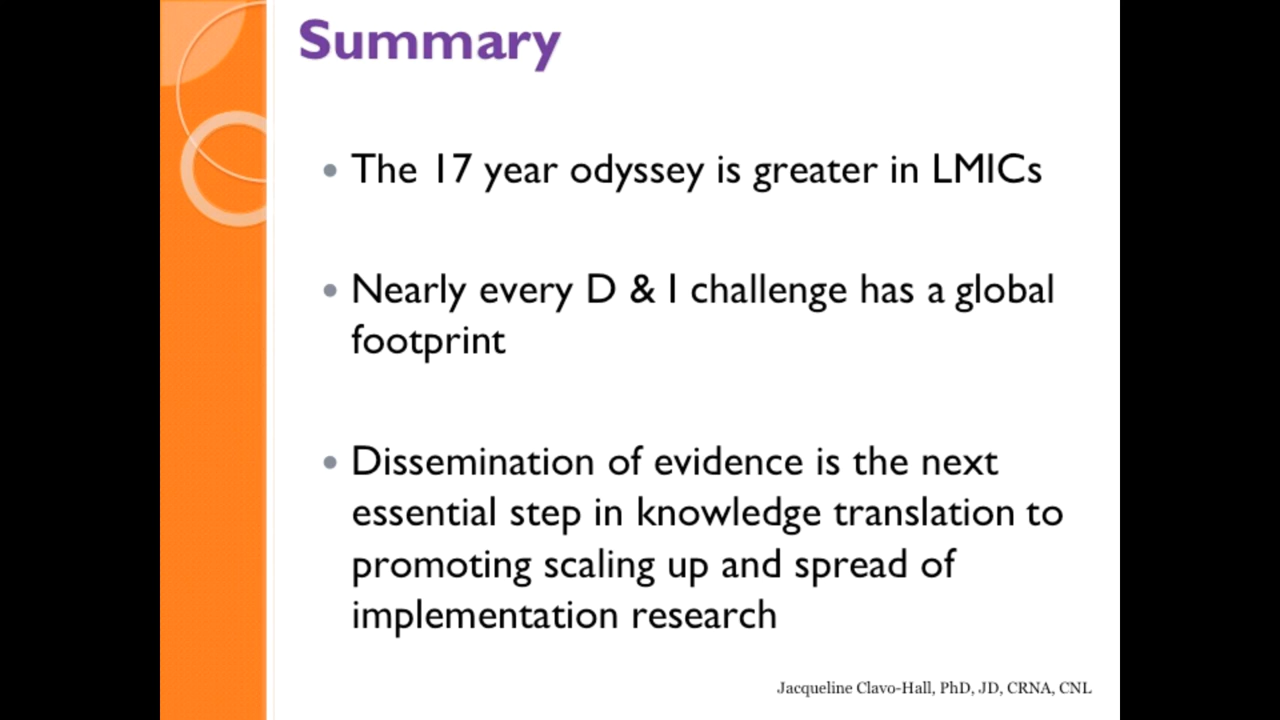 Summary
• The 17 year odyssey is greater in LMICs
• Nearly every D & I challenge has a global
footprint
• Dissemination of evidence is the next
essential step in knowledge translation to
promoting scaling up and spread of
implementation research
Jacqueline Clavo-Hall, PhD, JD, CRNA, CNL